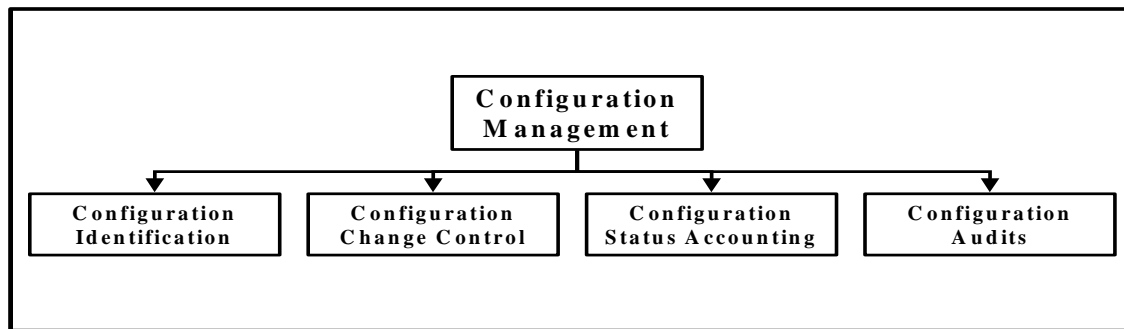 Configuration
Management
Configuration
Identification
Configuration
Change Control
Configuration
Status Accounting
Configuration
Audits